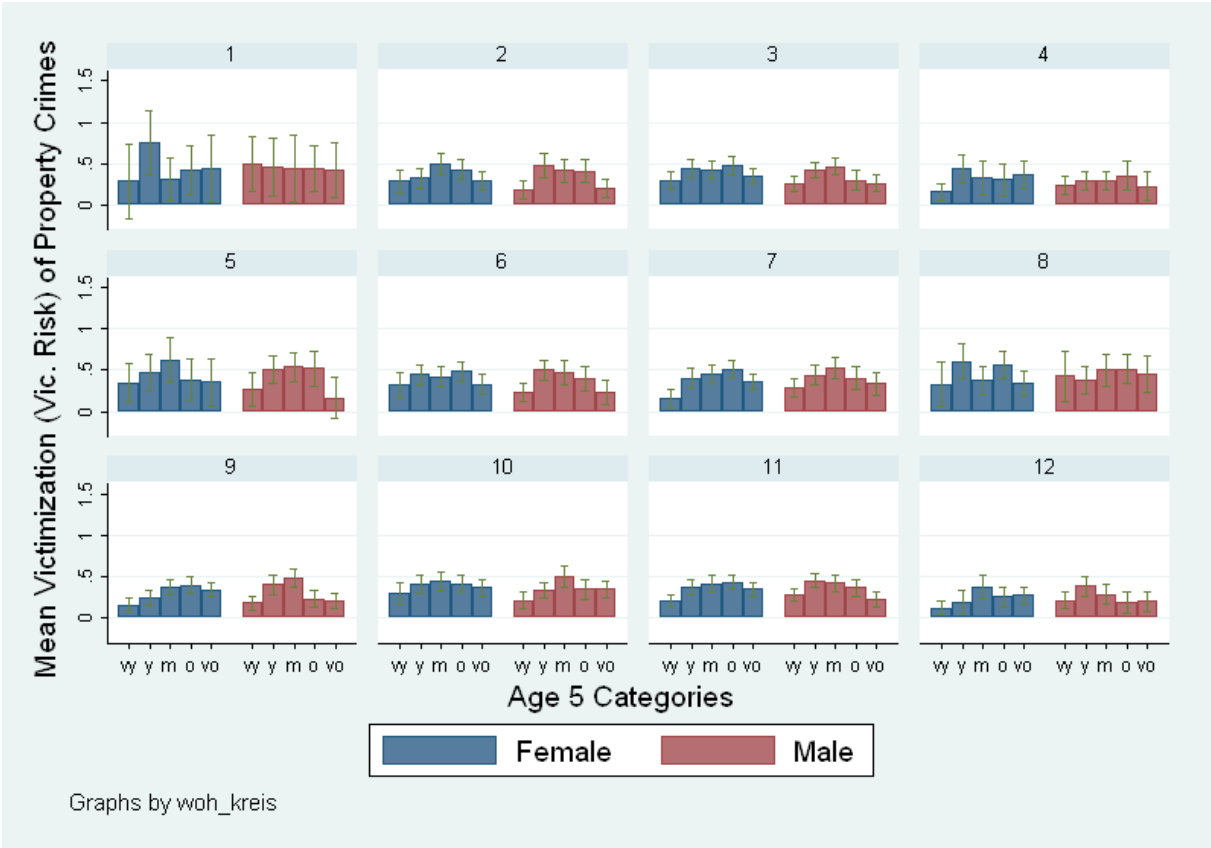 Mean Victimization (Vic. Risk) of Property Crimes
1 2 3 4
1.5
1
.5
0
5 6 7 8
1.5
1
.5
0
9 10 11 12
1.5
1
.5
0
vy y m o vo vy y m o vo vy y m o vo vy y m o vo vy y m o vo vy y m o vo vy y m o vo vy y m o vo
Age 5 Categories
Female Male
Graphs by woh_kreis